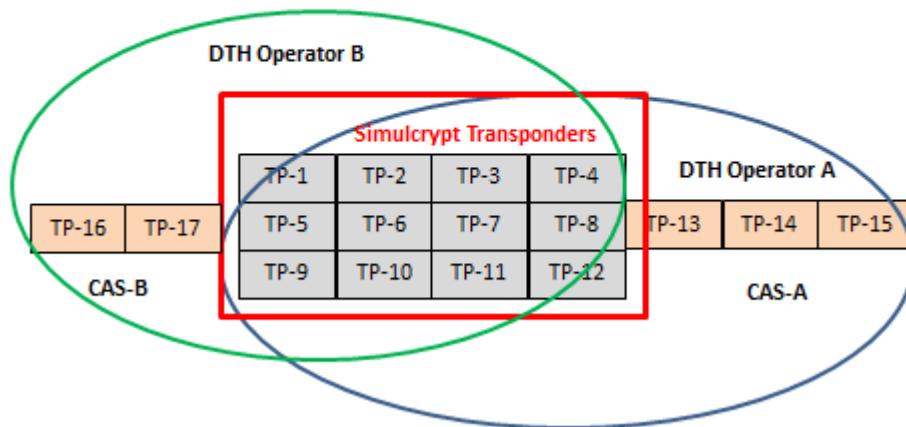 DTH Operator B
Simulcrypt Transponders
TP-1 TP-2 TP-3 TP-4
DTH Operator A
TP-16 TP-17 TP-5 TP-6 TP-7 TP-8 TP-13 TP-14 TP-15
TP-9 TP-10 TP-11 TP-12
CAS-B
CAS-A